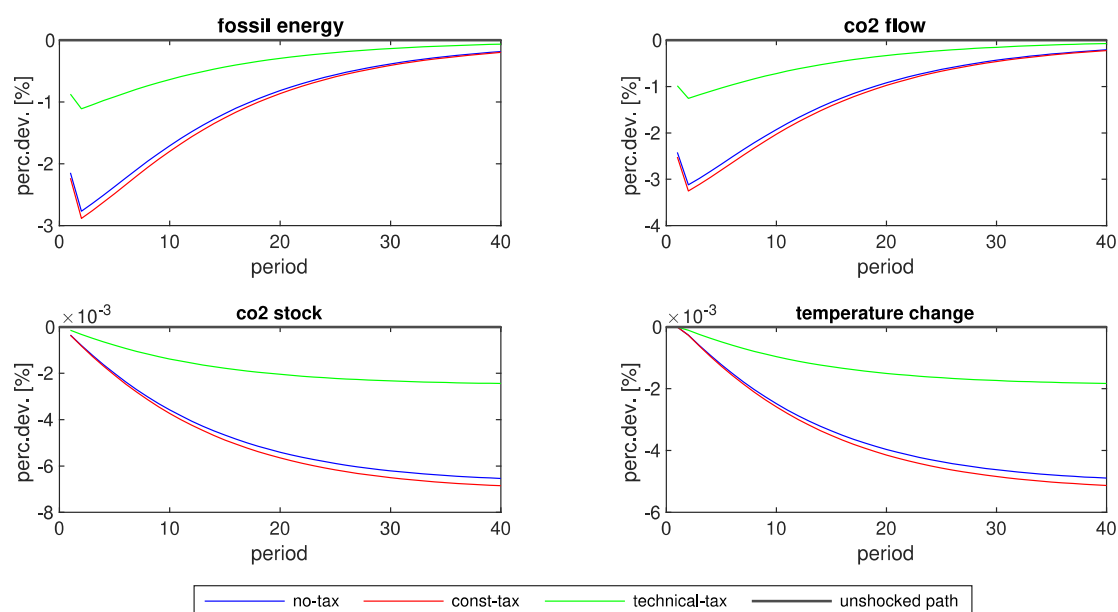 fossil energy
perc.dev. [%]
0
-1
-2
-3
0 10 20 30 40
period
co2 flow
perc.dev. [%]
0
-1
-2
-3
-4
0 10 20 30 40
period
co2 stock
× 10-3
perc.dev. [%]
0
-2
-4
-6
-8
0 10 20 30 40
period
temperature change
× 10-3
perc.dev. [%]
0
-2
-4
-6
0 10 20 30 40
period
no-tax const-tax technical-tax unshocked path